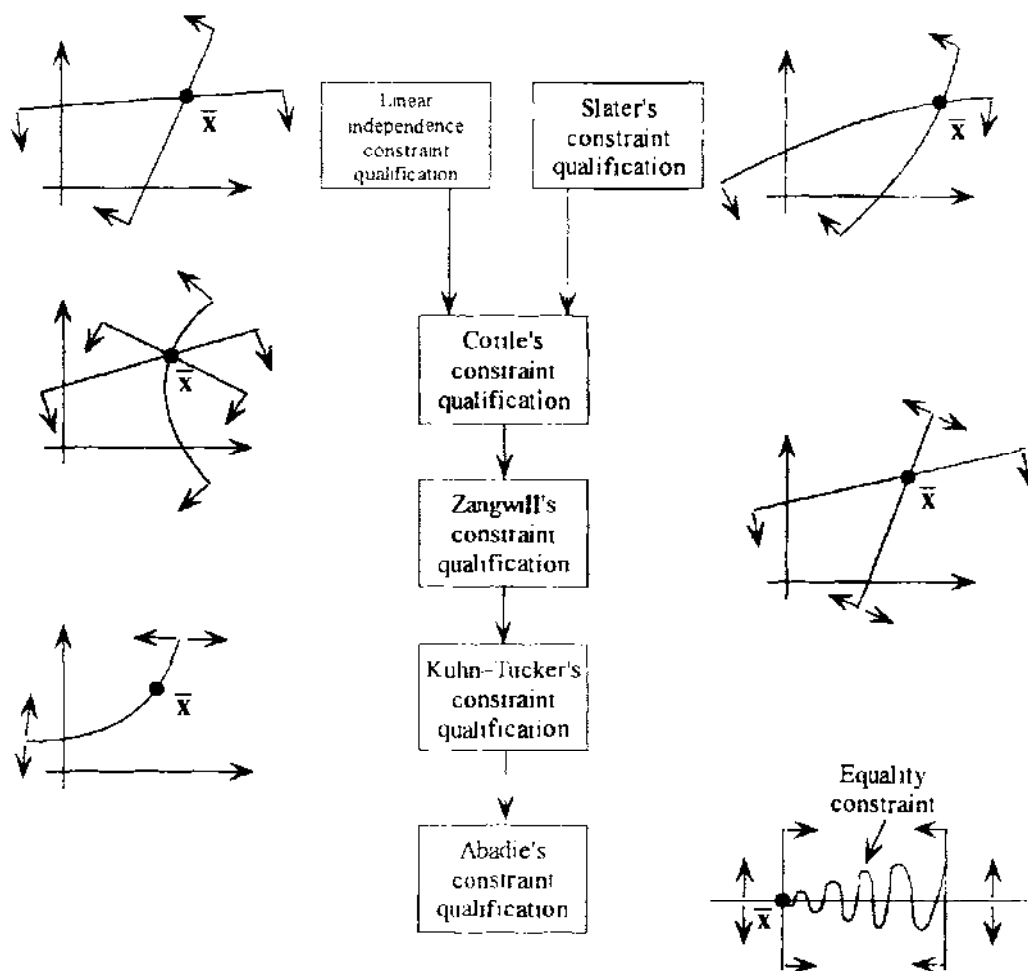 x̄
Linear
independence
constraint
qualification
Slater's
constraint
qualification
x̄
x̄
Cottle's
constraint
qualification
Zangwill's
constraint
qualification
x̄
x̄
Kuhn–Tucker's
constraint
qualification
Abadie's
constraint
qualification
Equality
constraint
x̄